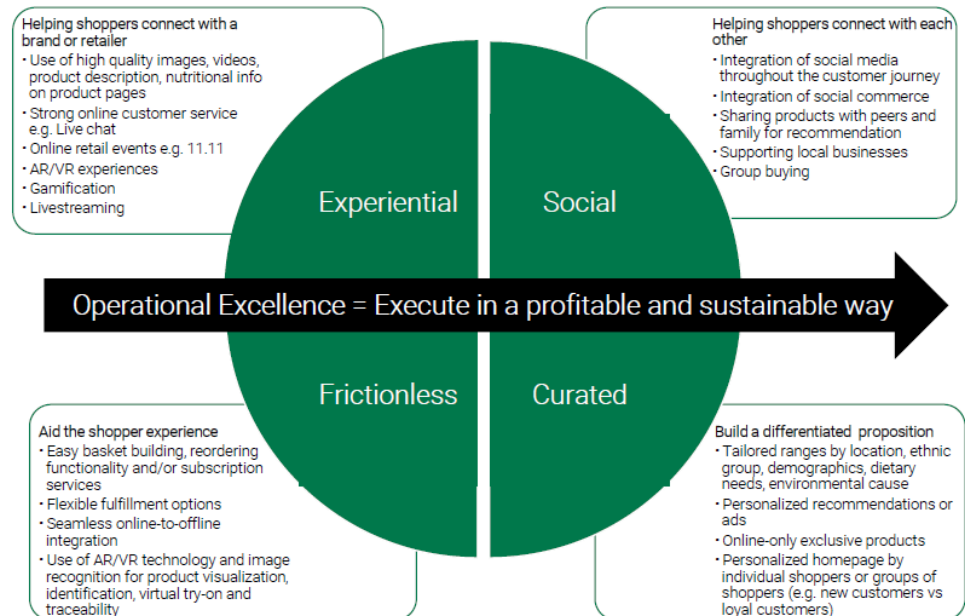 Helping shoppers connect with a
brand or retailer
• Use of high quality images, videos,
product description, nutritional info
on product pages
• Strong online customer service
e.g. Live chat
• Online retail events e.g. 11.11
• AR/VR experiences
• Gamification
• Livestreaming
Helping shoppers connect with each
other
• Integration of social media
throughout the customer journey
• Integration of social commerce
• Sharing products with peers and
family for recommendation
• Supporting local businesses
• Group buying
Experiential
Social
Operational Excellence = Execute in a profitable and sustainable way
Frictionless
Curated
Aid the shopper experience
• Easy basket building, reordering
functionality and/or subscription
services
• Flexible fulfillment options
• Seamless online-to-offline
integration
• Use of AR/VR technology and image
recognition for product visualization,
identification, virtual try-on and
traceability
Build a differentiated proposition
• Tailored ranges by location, ethnic
group, demographics, dietary
needs, environmental cause
• Personalized recommendations or
ads
• Online-only exclusive products
• Personalized homepage by
individual shoppers or groups of
shoppers (e.g. new customers vs
loyal customers)